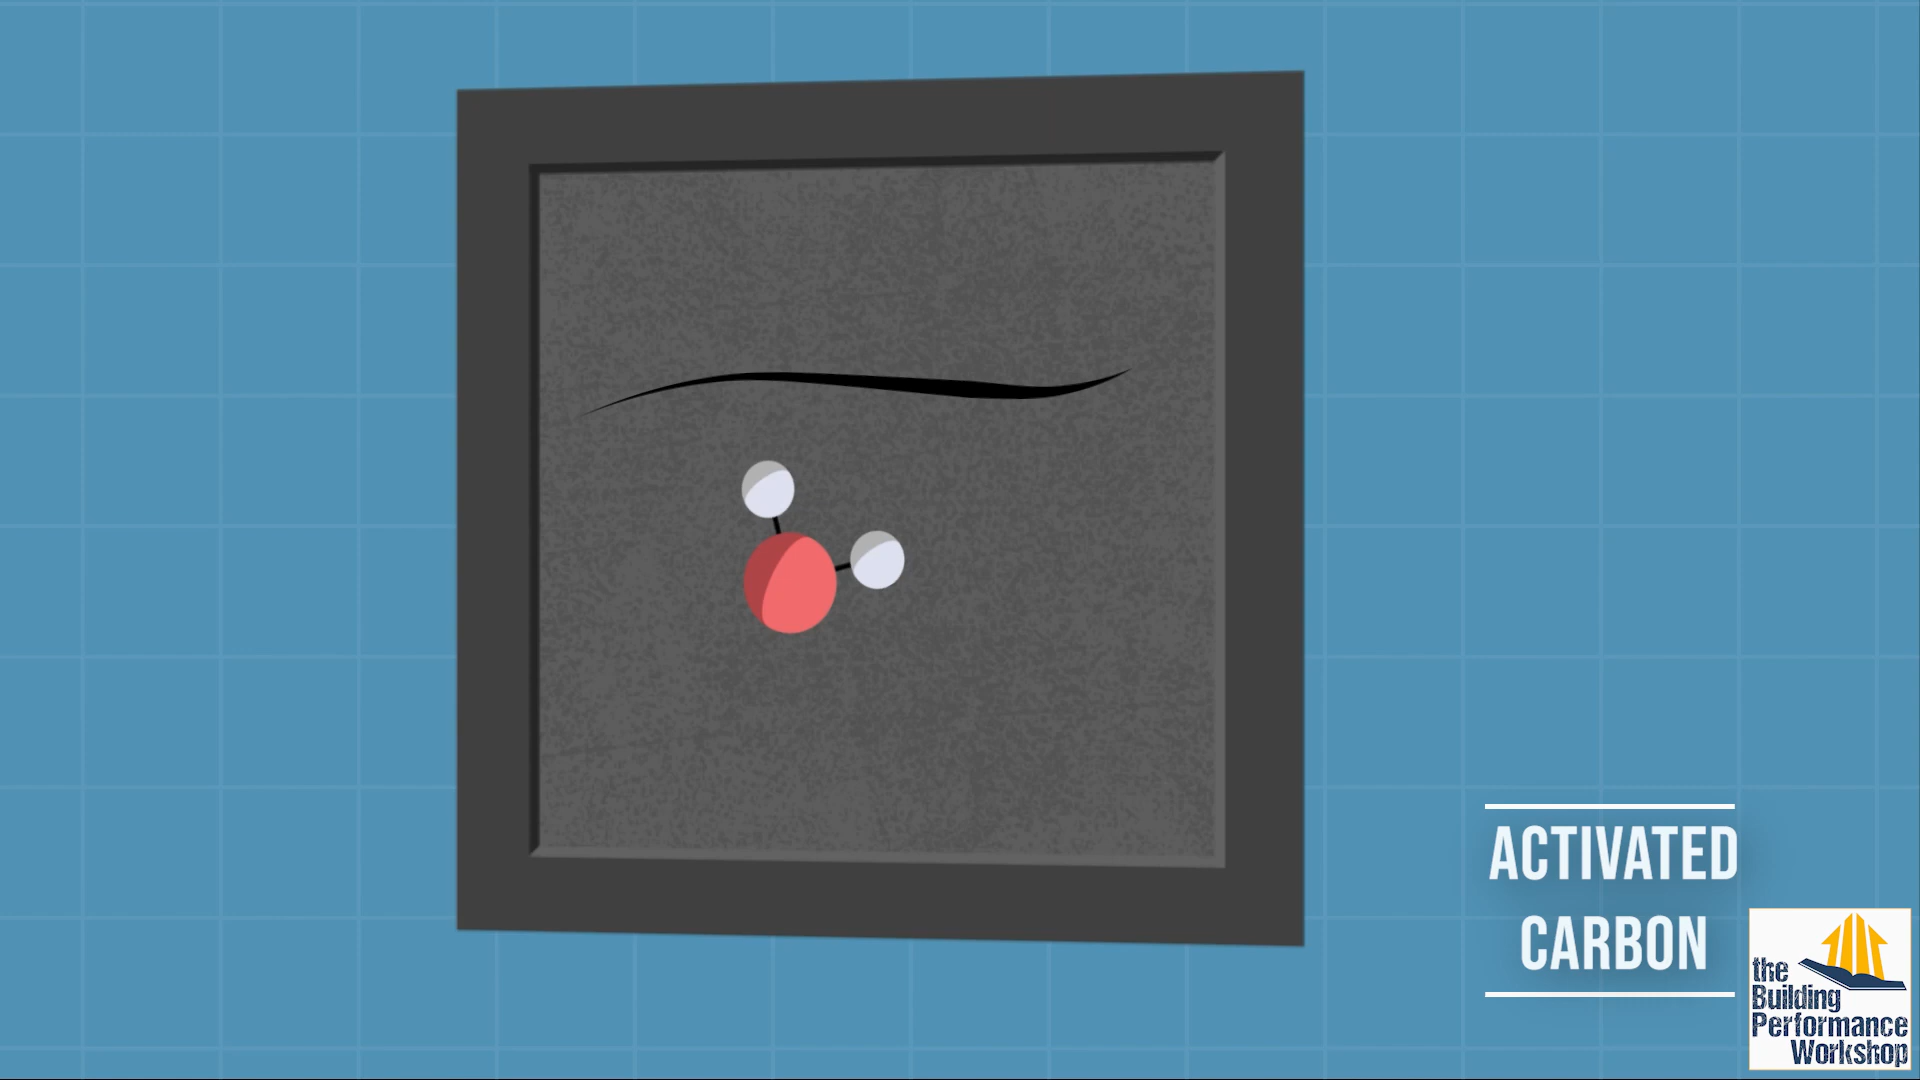 ACTIVATED
CARBON
the
Building
Performance
Workshop